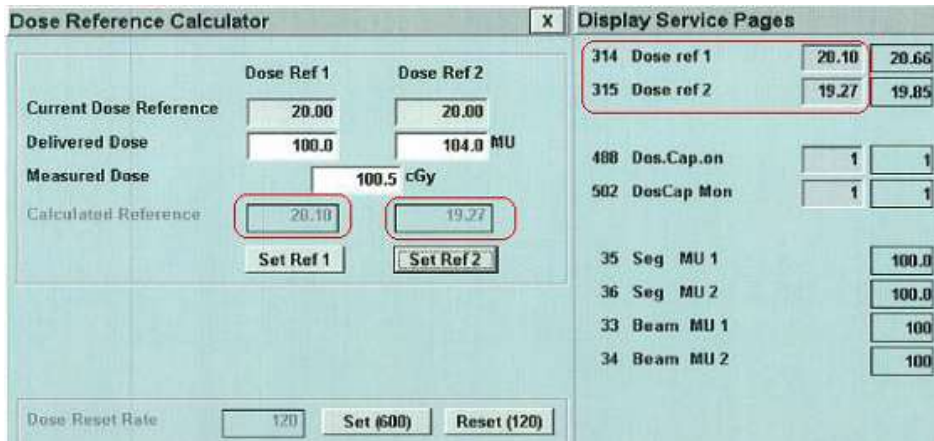 Dose Reference Calculator
X
Dose Ref 1 Dose Ref 2
Current Dose Reference 20.00 20.00
Delivered Dose 100.0 104.0 MU
Measured Dose 100.5 cGy
Calculated Reference 20.10 19.27
Set Ref 1 Set Ref 2
Dose Reset Rate 120 Set (600) Reset (120)
Display Service Pages
314 Dose ref 1 20.10 20.66
315 Dose ref 2 19.27 19.85
488 Dos.Cap.on 1 1
502 DosCap Mon 1 1
35 Seg MU 1 100.0
36 Seg MU 2 100.0
33 Beam MU 1 100
34 Beam MU 2 100